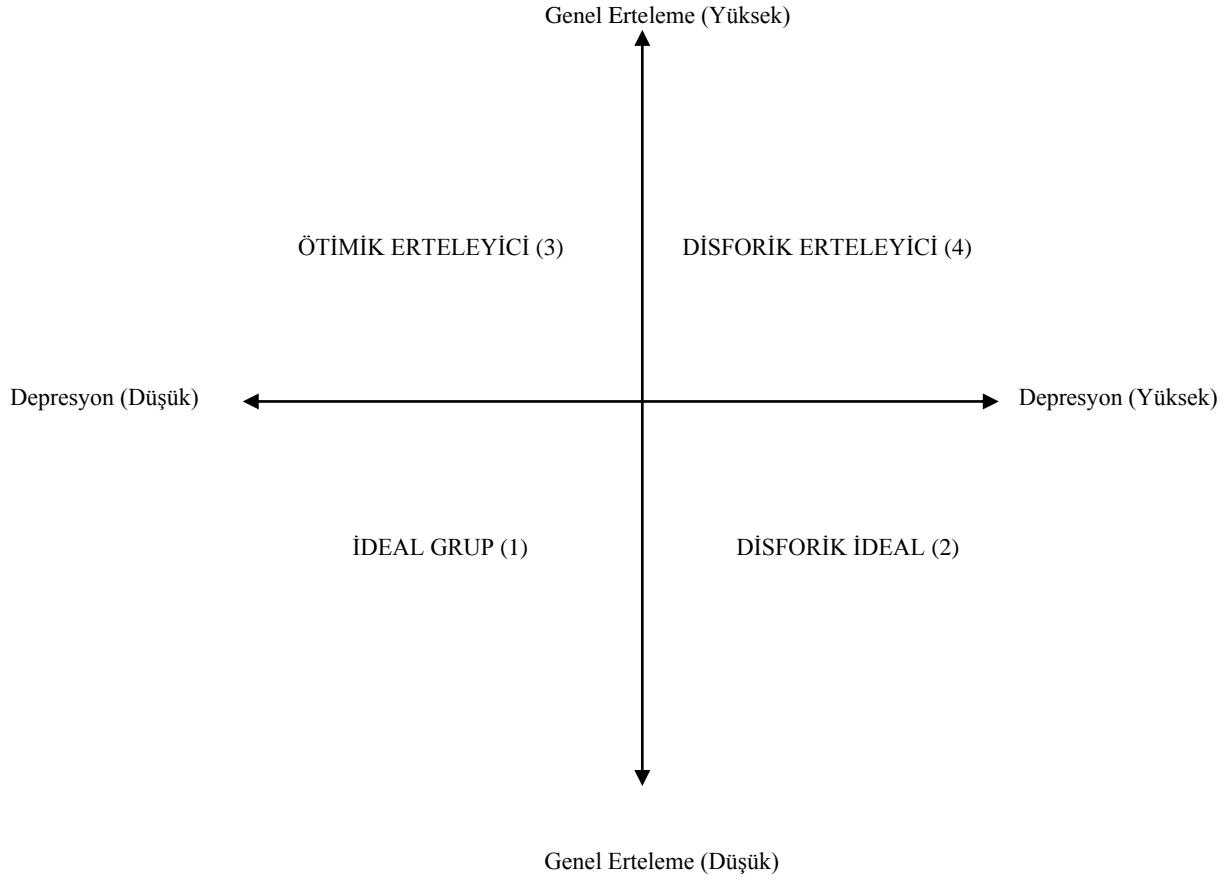 Genel Erteleme (Yüksek)
ÖTİMİK ERTELEYİCİ (3)
DİSFORİK ERTELEYİCİ (4)
Depresyon (Düşük)
Depresyon (Yüksek)
İDEAL GRUP (1)
DİSFORİK İDEAL (2)
Genel Erteleme (Düşük)